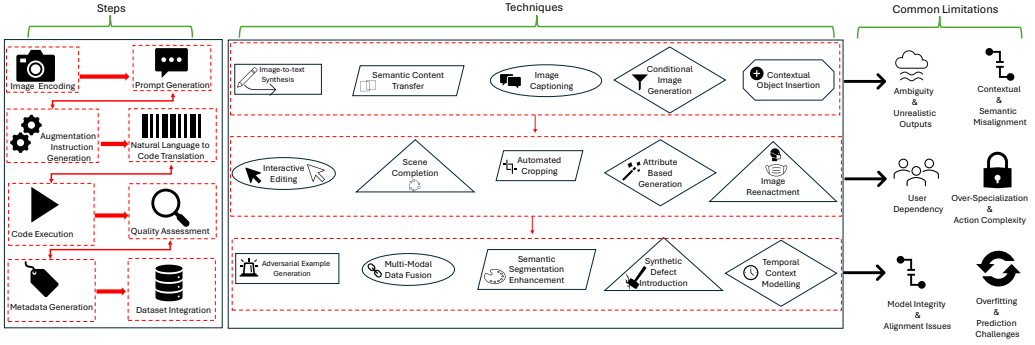 Steps
Techniques
Common Limitations
Image Encoding
Prompt Generation
Augmentation
Instruction
Generation
Natural Language to
Code Translation
Code Execution
Quality Assessment
Metadata Generation
Dataset Integration
Image-to-text
Synthesis
Semantic Content
Transfer
Image
Captioning
Conditional
Image
Generation
Contextual
Object Insertion
Interactive
Editing
Scene
Completion
Automated
Cropping
Attribute
Based Generation
Image
Reenactment
Adversarial Example
Generation
Multi-Modal
Data Fusion
Semantic
Segmentation
Enhancement
Synthetic
Defect
Introduction
Temporal
Context
Modelling
Ambiguity
&
Unrealistic
Outputs
Contextual
&
Semantic
Misalignment
User
Dependency
Over-Specialization
&
Action Complexity
Model Integrity
&
Alignment Issues
Overfitting
&
Prediction
Challenges